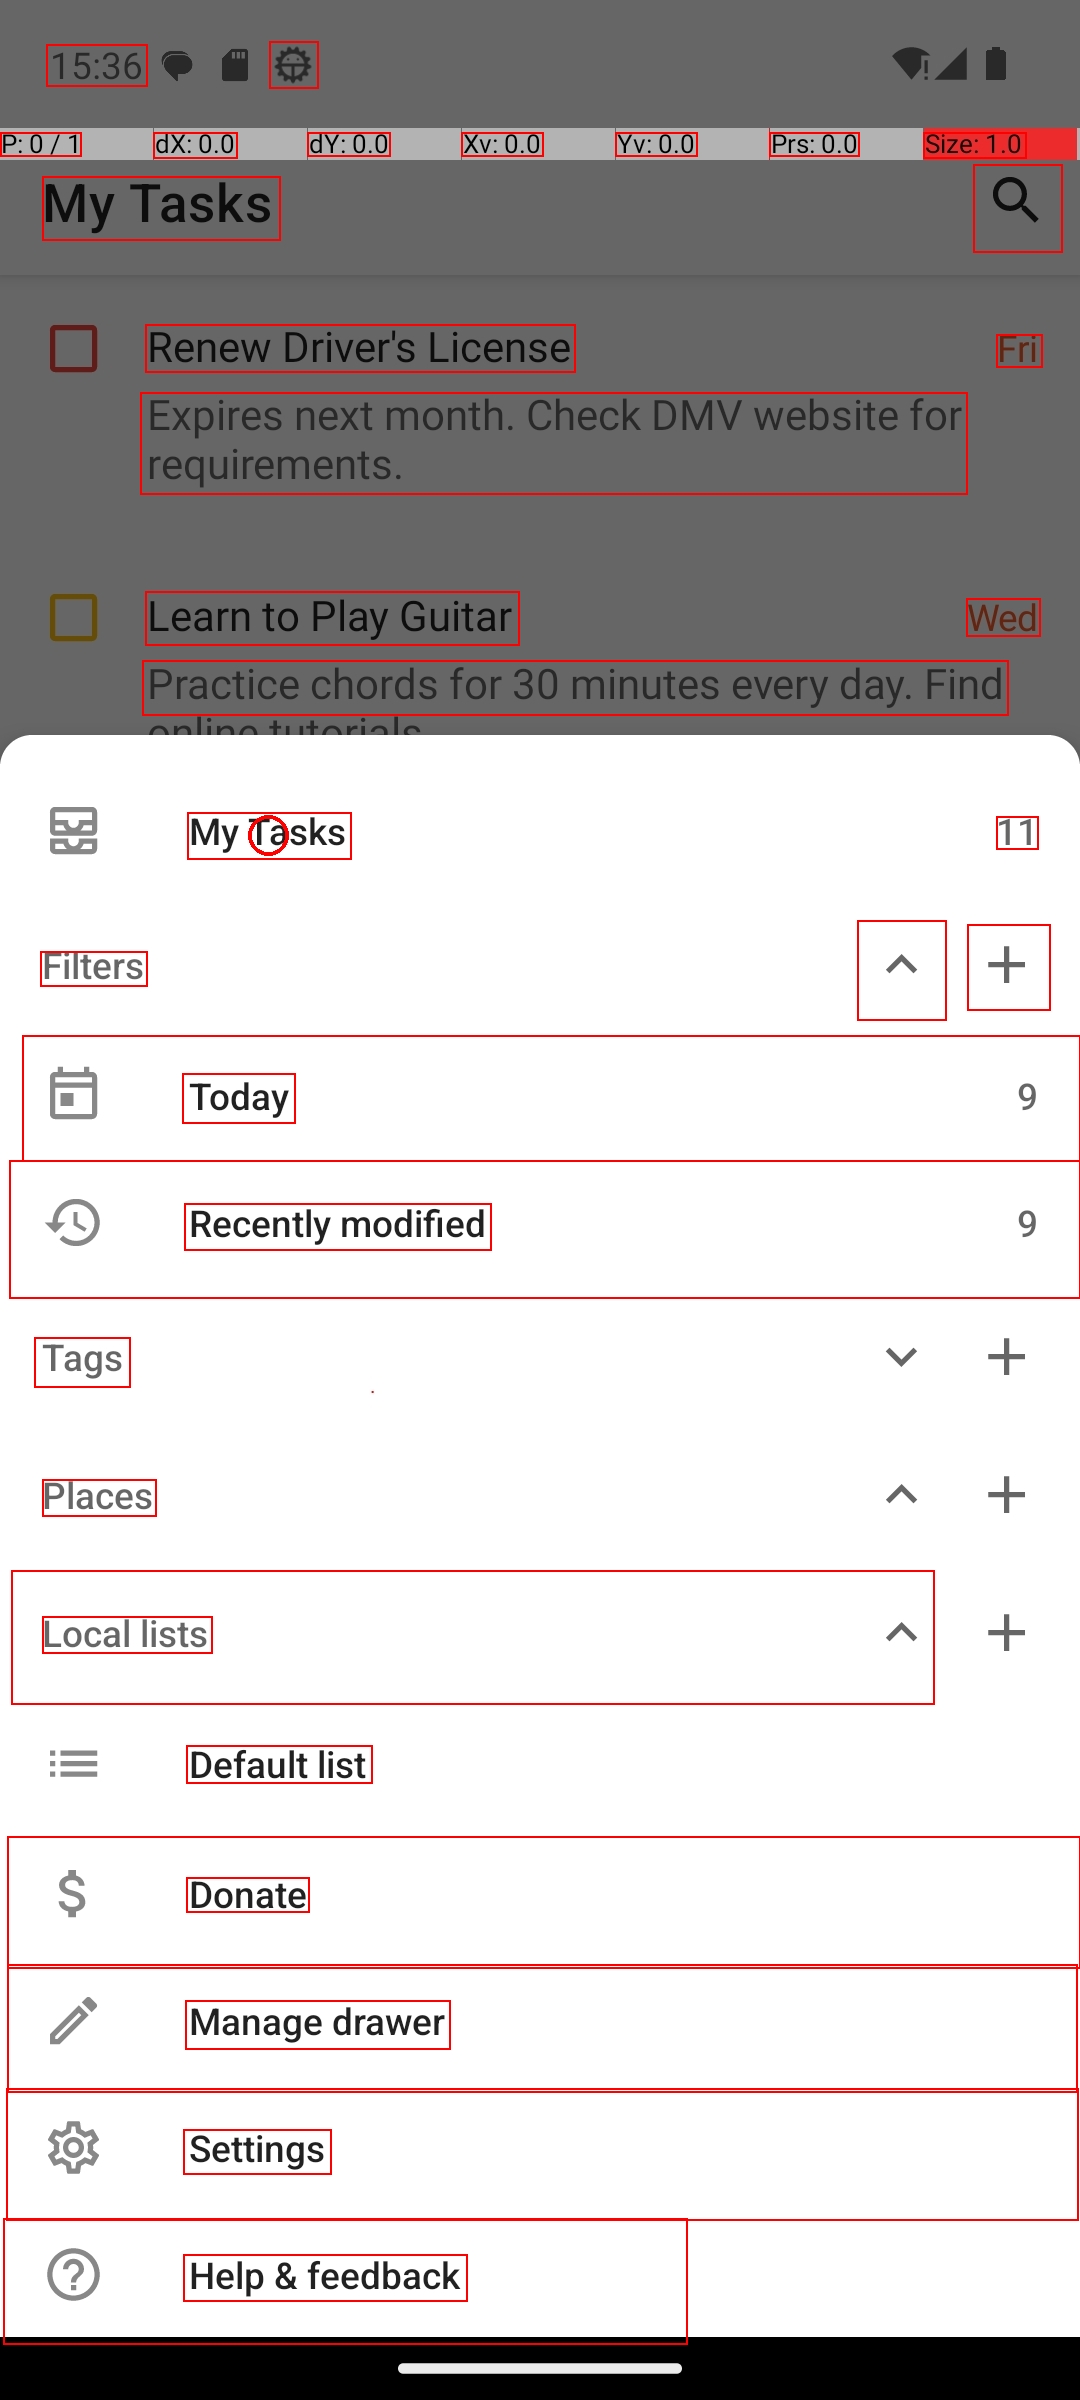 15:36
P: 0 / 1 dX: 0.0 dY: 0.0 Xv: 0.0 Yv: 0.0 Prs: 0.0 Size: 1.0
My Tasks
Renew Driver's License Fri
Expires next month. Check DMV website for
requirements.
Learn to Play Guitar Wed
Practice chords for 30 minutes every day. Find
online tutorials
My Tasks 11
Filters
Today 9
Recently modified 9
Tags
Places
Local lists
Default list
Donate
Manage drawer
Settings
Help & feedback